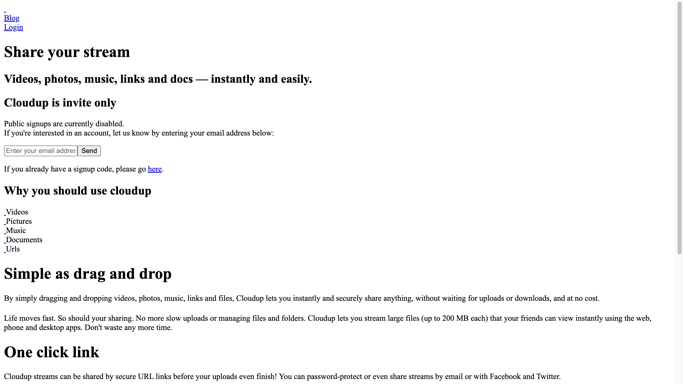 Blog
Login
Share your stream
Videos, photos, music, links and docs — instantly and easily.
Cloudup is invite only
Public signups are currently disabled.
If you're interested in an account, let us know by entering your email address below:
Enter your email addres Send
If you already have a signup code, please go here.
Why you should use cloudup
Videos
Pictures
Music
Documents
Urls
Simple as drag and drop
By simply dragging and dropping videos, photos, music, links and files, Cloudup lets you instantly and securely share anything, without waiting for uploads or downloads, and at no cost.
Life moves fast. So should your sharing. No more slow uploads or managing files and folders. Cloudup lets you stream large files (up to 200 MB each) that your friends can view instantly using the web,
phone and desktop apps. Don't waste any more time.
One click link
Cloudup streams can be shared by secure URL links before your uploads even finish! You can password-protect or even share streams by email or with Facebook and Twitter.